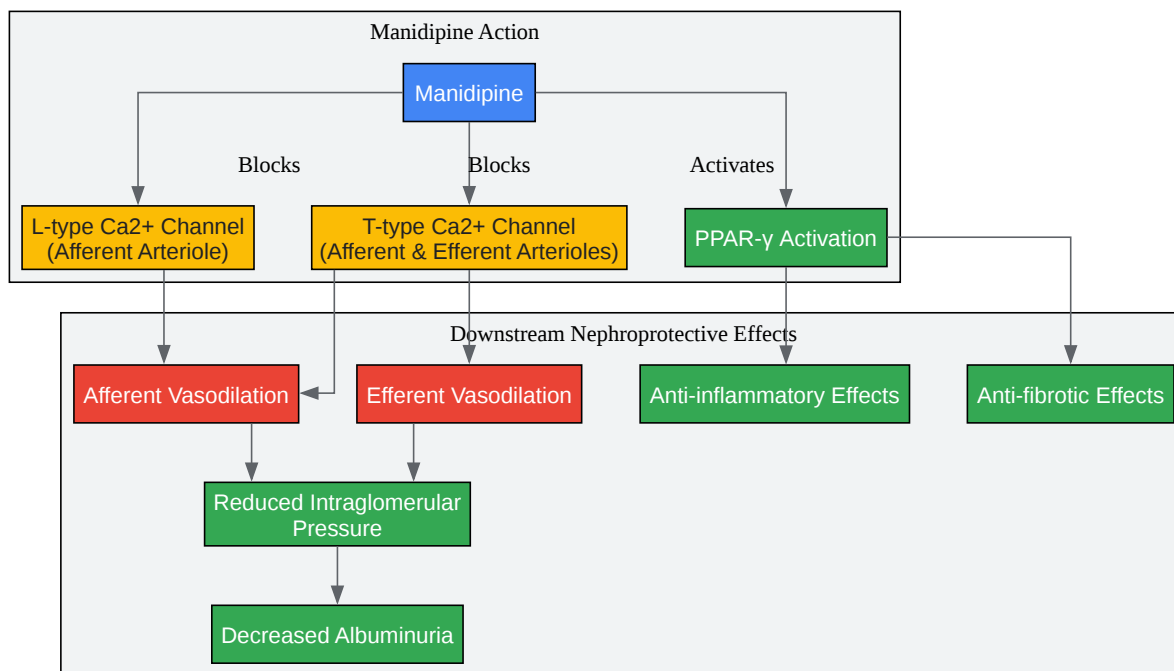 Manidipine Action
Manidipine
Blocks
Blocks
Activates
L-type Ca2+ Channel
(Afferent Arteriole)
T-type Ca2+ Channel
(Afferent & Efferent Arterioles)
PPAR-γ Activation
Downstream Nephroprotective Effects
Afferent Vasodilation
Efferent Vasodilation
Anti-inflammatory Effects
Anti-fibrotic Effects
Reduced Intraglomerular
Pressure
Decreased Albuminuria